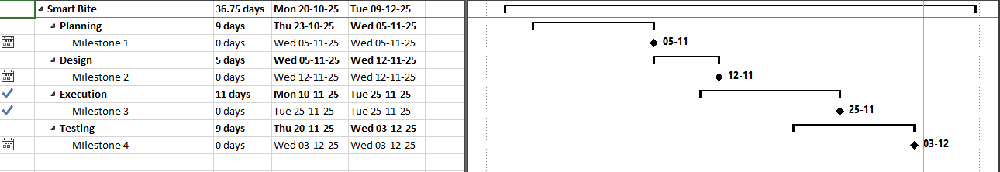 Smart Bite 36.75 days Mon 20-10-25 Tue 09-12-25
Planning 9 days Thu 23-10-25 Wed 05-11-25
Milestone 1 0 days Wed 05-11-25 Wed 05-11-25 05-11
Design 5 days Wed 05-11-25 Wed 12-11-25
Milestone 2 0 days Wed 12-11-25 Wed 12-11-25 12-11
Execution 11 days Mon 10-11-25 Tue 25-11-25
Milestone 3 0 days Tue 25-11-25 Tue 25-11-25 25-11
Testing 9 days Thu 20-11-25 Wed 03-12-25
Milestone 4 0 days Wed 03-12-25 Wed 03-12-25 03-12